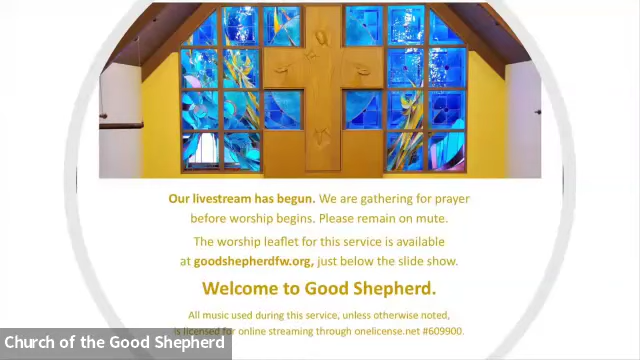 Our livestream has begun. We are gathering for prayer
before worship begins. Please remain on mute.
The worship leaflet for this service is available
at goodshepherdfw.org, just below the slide show.
Welcome to Good Shepherd.
All music used during this service, unless otherwise noted,
is licensed for online streaming through onelicense.net #609900.
Church of the Good Shepherd